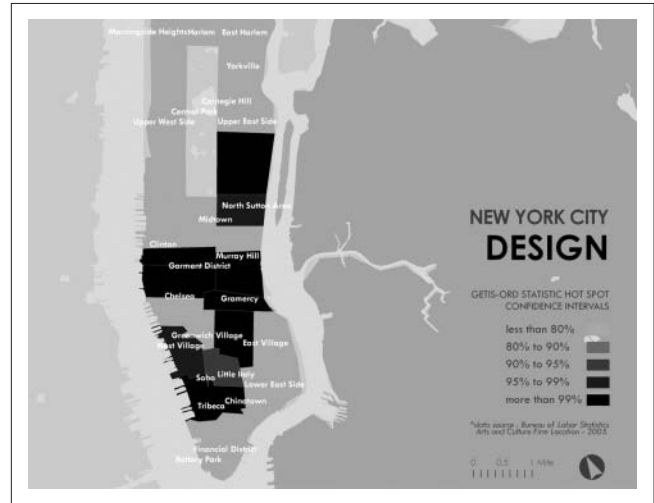 Morningside Heights Harlem East Harlem
Yorkville
Carnegie Hill
Central Park
Upper West Side Upper East Side
North Sutton Area
Midtown
Clinton
Murray Hill
Garment District
Chelsea
Gramercy
Greenwich Village
West Village
East Village
Soho
Little Italy
Lower East Side
Tribeca
Chinatown
Financial District
Battery Park
NEW YORK CITY
DESIGN
GETIS-ORD STATISTIC HOT SPOT
CONFIDENCE INTERVALS
less than 80%
80% to 90%
90% to 95%
95% to 99%
more than 99%
*data source : Bureau of Labor Statistics
Arts and Culture Firm Location - 2003
0 0.5 1 Mile